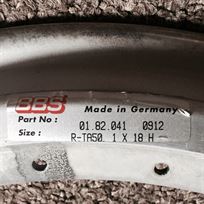 BBS
Made in Germany
Part No : 01.82.041 0912
Size : R-TA50. 1 X 18 H